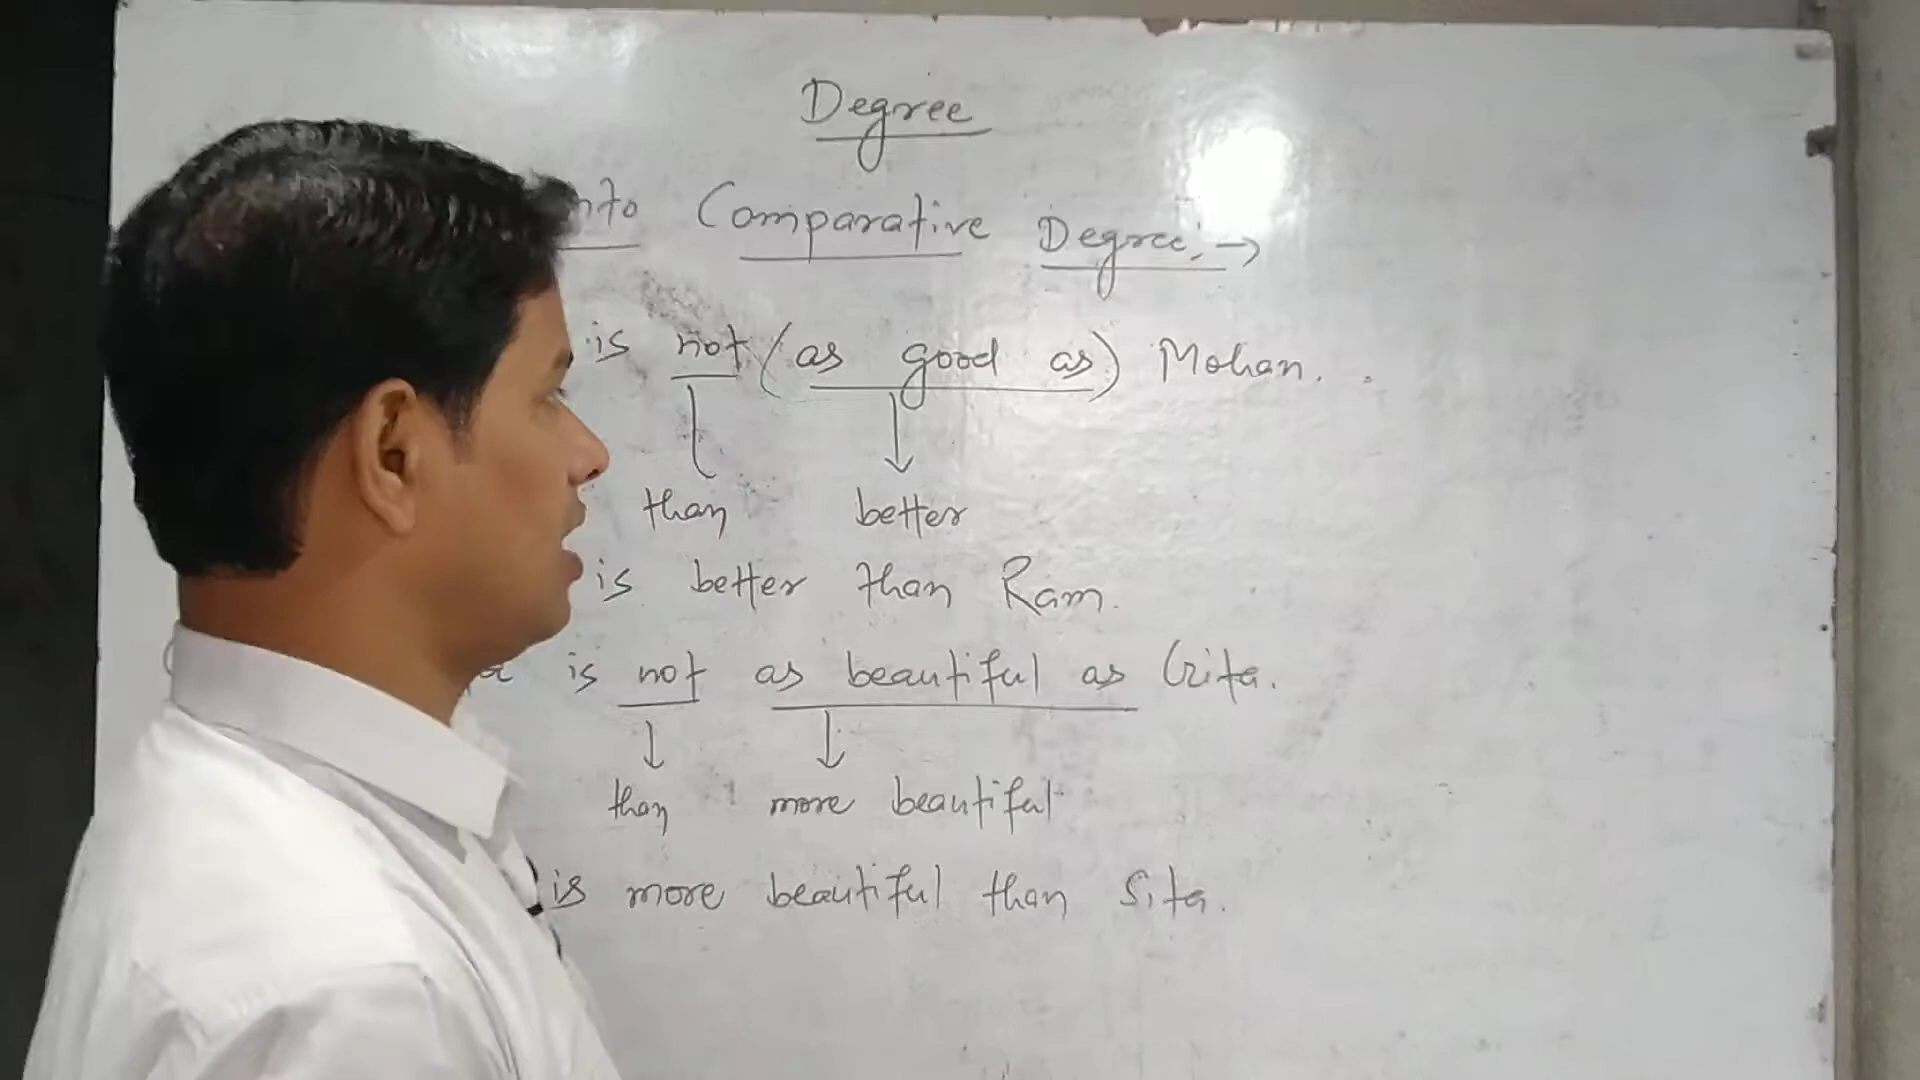 Degree
into Comparative Degree :→
is not (as good as) Mohan.
than better
is better than Ram.
is not as beautiful as Gita.
than more beautiful
is more beautiful than Sita.